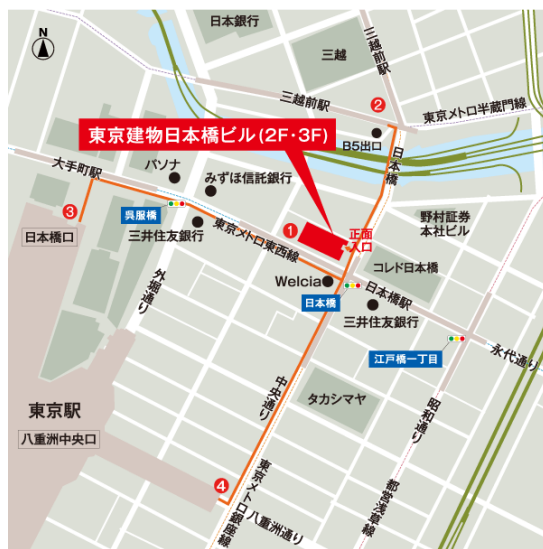 N
日本銀行
三越
三越前駅
三越前駅
2
東京メトロ半蔵門線
B5出口
日本橋
東京建物日本橋ビル(2F・3F)
大手町駅
パソナ
みずほ信託銀行
3
日本橋口
呉服橋
三井住友銀行
東京メトロ東西線
1
正面
入口
野村証券
本社ビル
コレド日本橋
外堀通り
Welcia
日本橋
日本橋駅
三井住友銀行
江戸橋一丁目
永代通り
東京駅
八重洲中央口
中央通り
タカシマヤ
昭和通り
4
東京メトロ銀座線
八重洲通り
都営浅草線